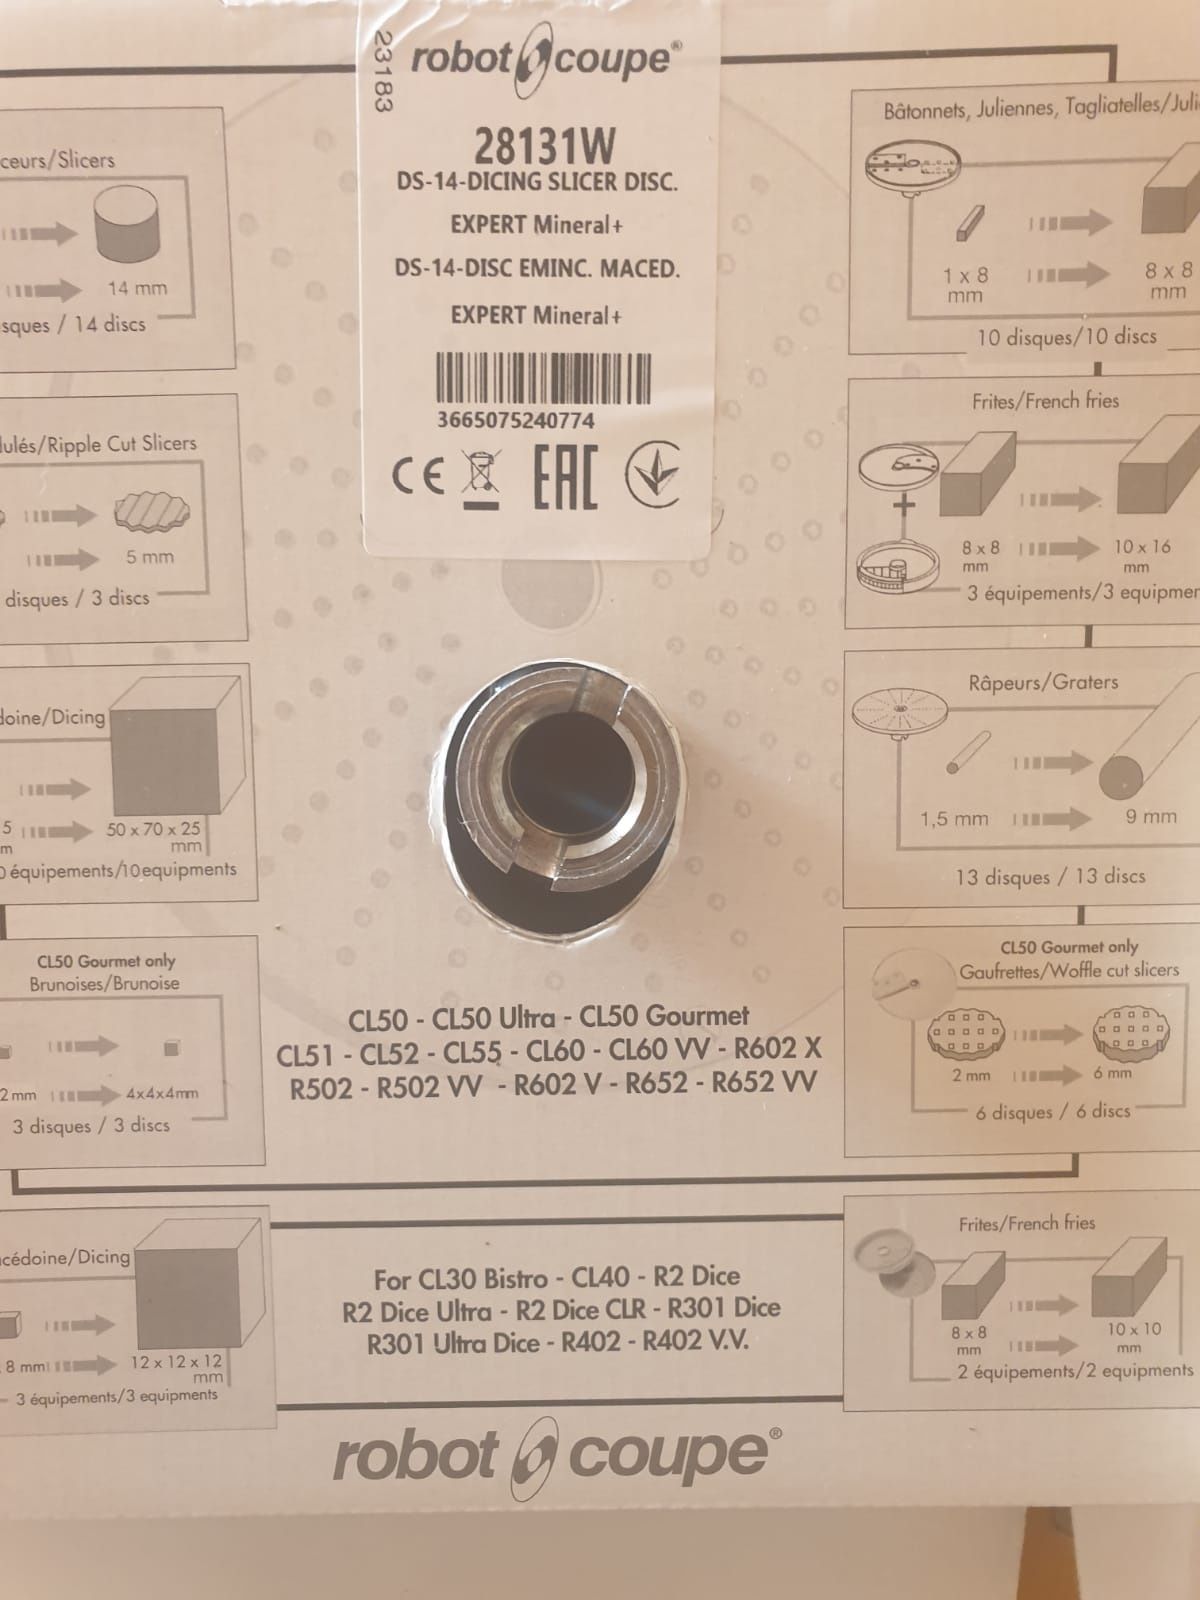 23183
robot coupe®
28131W
DS-14-DICING SLICER DISC.
EXPERT Mineral+
DS-14-DISC EMINC. MACED.
EXPERT Mineral+
3665075240774
CE EAC
ceurs/Slicers
14 mm
sques / 14 discs
ulés/Ripple Cut Slicers
5 mm
disques / 3 discs
doine/Dicing
5
m
50 x 70 x 25
mm
0 équipements/10 equipments
CL50 Gourmet only
Brunoises/Brunoise
2 mm
4x4x4mm
3 disques / 3 discs
Bâtonnets, Juliennes, Tagliatelles/Juli
1 x 8
mm
8 x 8
mm
10 disques/10 discs
Frites/French fries
8 x 8
mm
10 x 16
mm
3 équipements/3 equipmer
Râpeurs/Graters
1,5 mm
9 mm
13 disques / 13 discs
CL50 Gourmet only
Gaufrettes/Woffle cut slicers
2 mm
6 mm
6 disques / 6 discs
CL50 - CL50 Ultra - CL50 Gourmet
CL51 - CL52 - CL55 - CL60 - CL60 VV - R602 X
R502 - R502 VV - R602 V - R652 - R652 VV
acédoine/Dicing
8 mm
12 x 12 x 12
mm
3 équipements/3 equipments
For CL30 Bistro - CL40 - R2 Dice
R2 Dice Ultra - R2 Dice CLR - R301 Dice
R301 Ultra Dice - R402 - R402 V.V.
Frites/French fries
8 x 8
mm
10 x 10
mm
2 équipements/2 equipments
robot coupe®